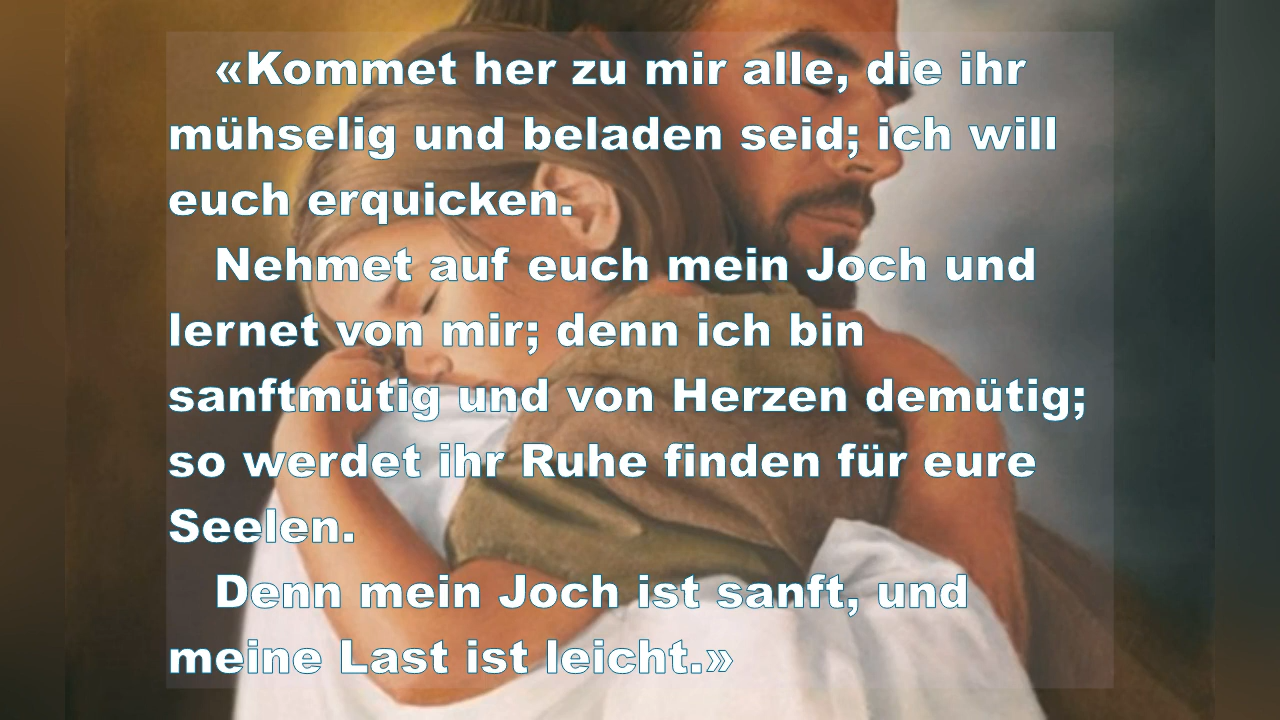 «Kommet her zu mir alle, die ihr
mühselig und beladen seid; ich will
euch erquicken.
Nehmet auf euch mein Joch und
lernet von mir; denn ich bin
sanftmütig und von Herzen demütig;
so werdet ihr Ruhe finden für eure
Seelen.
Denn mein Joch ist sanft, und
meine Last ist leicht.»